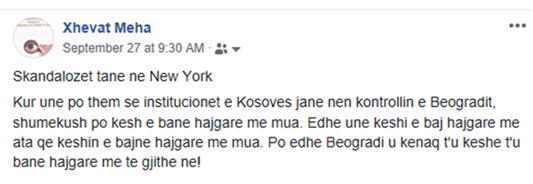 Xhevat Meha
September 27 at 9:30 AM ·
Skandalozet tane ne New York
Kur une po them se institucionet e Kosoves jane nen kontrollin e Beogradit,
shumekush po kesh e bane hajgare me mua. Edhe une keshi e baj hajgare me
ata qe keshin e bajne hajgare me mua. Po edhe Beogradi u kenaq t'u keshe t'u
bane hajgare me te gjithe ne!